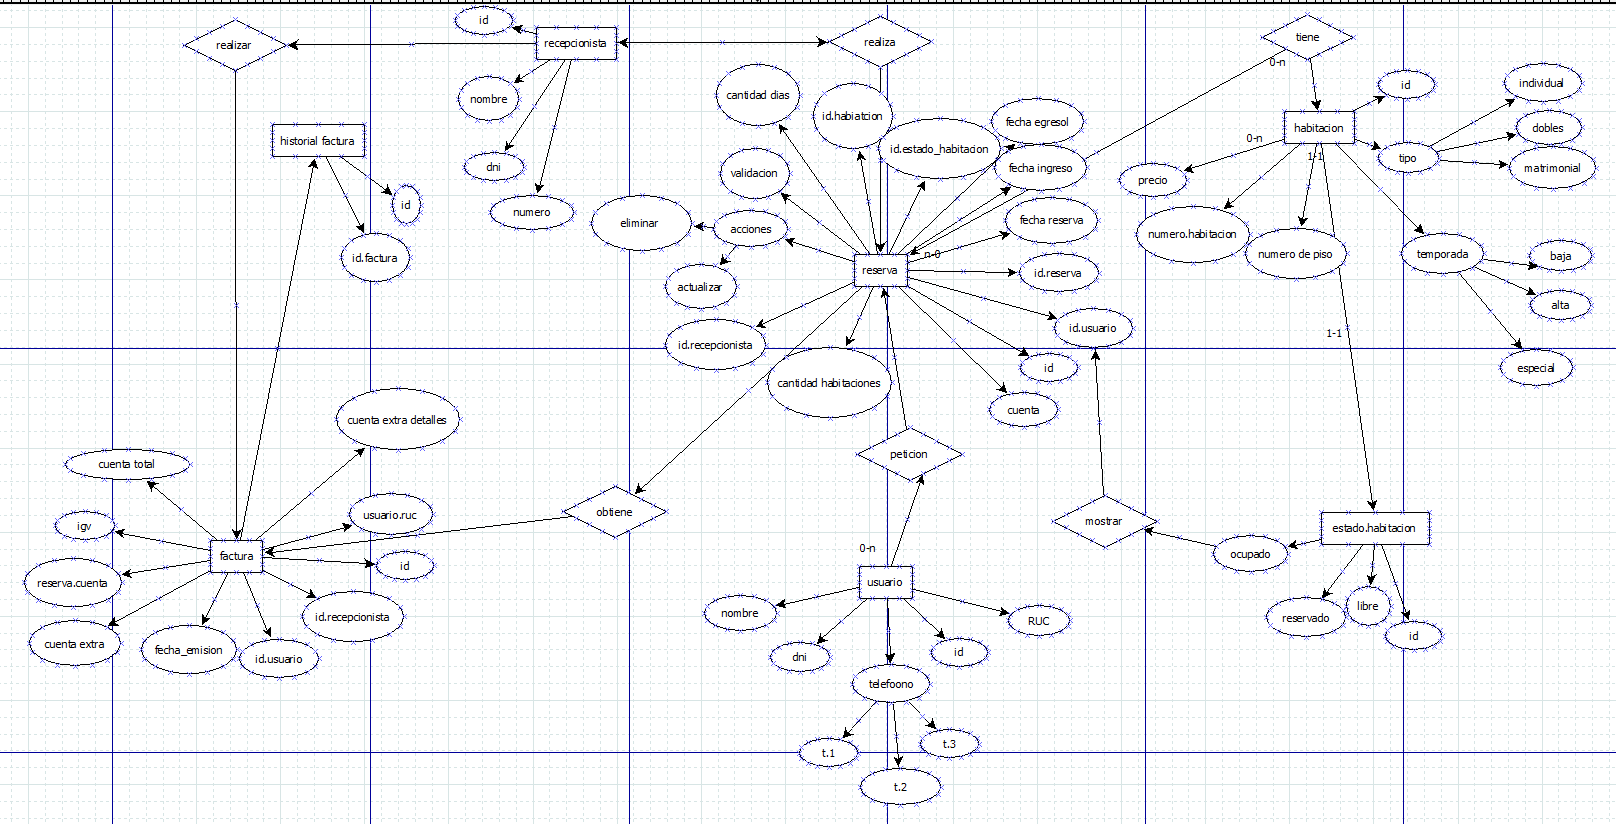 id
realizar
recepcionista
realiza
tiene
0-n
nombre
cantidad dias
id.habiatcion
fecha egresol
id
individual
historial factura
id.estado_habitacion
habitacion
dobles
0-n
1-1
tipo
dni
validacion
fecha ingreso
precio
matrimonial
id
numero
eliminar
acciones
fecha reserva
numero.habitacion
id.factura
n-0
numero de piso
temporada
baja
reserva
id.reserva
actualizar
alta
id.usuario
1-1
id.recepcionista
id
especial
cantidad habitaciones
cuenta
cuenta extra detalles
peticion
cuenta total
igv
usuario.ruc
obtiene
mostrar
estado.habitacion
0-n
factura
id
ocupado
reserva.cuenta
usuario
nombre
RUC
reservado
libre
id
id.recepcionista
cuenta extra
fecha_emision
id.usuario
dni
id
telefoono
t.1
t.3
t.2